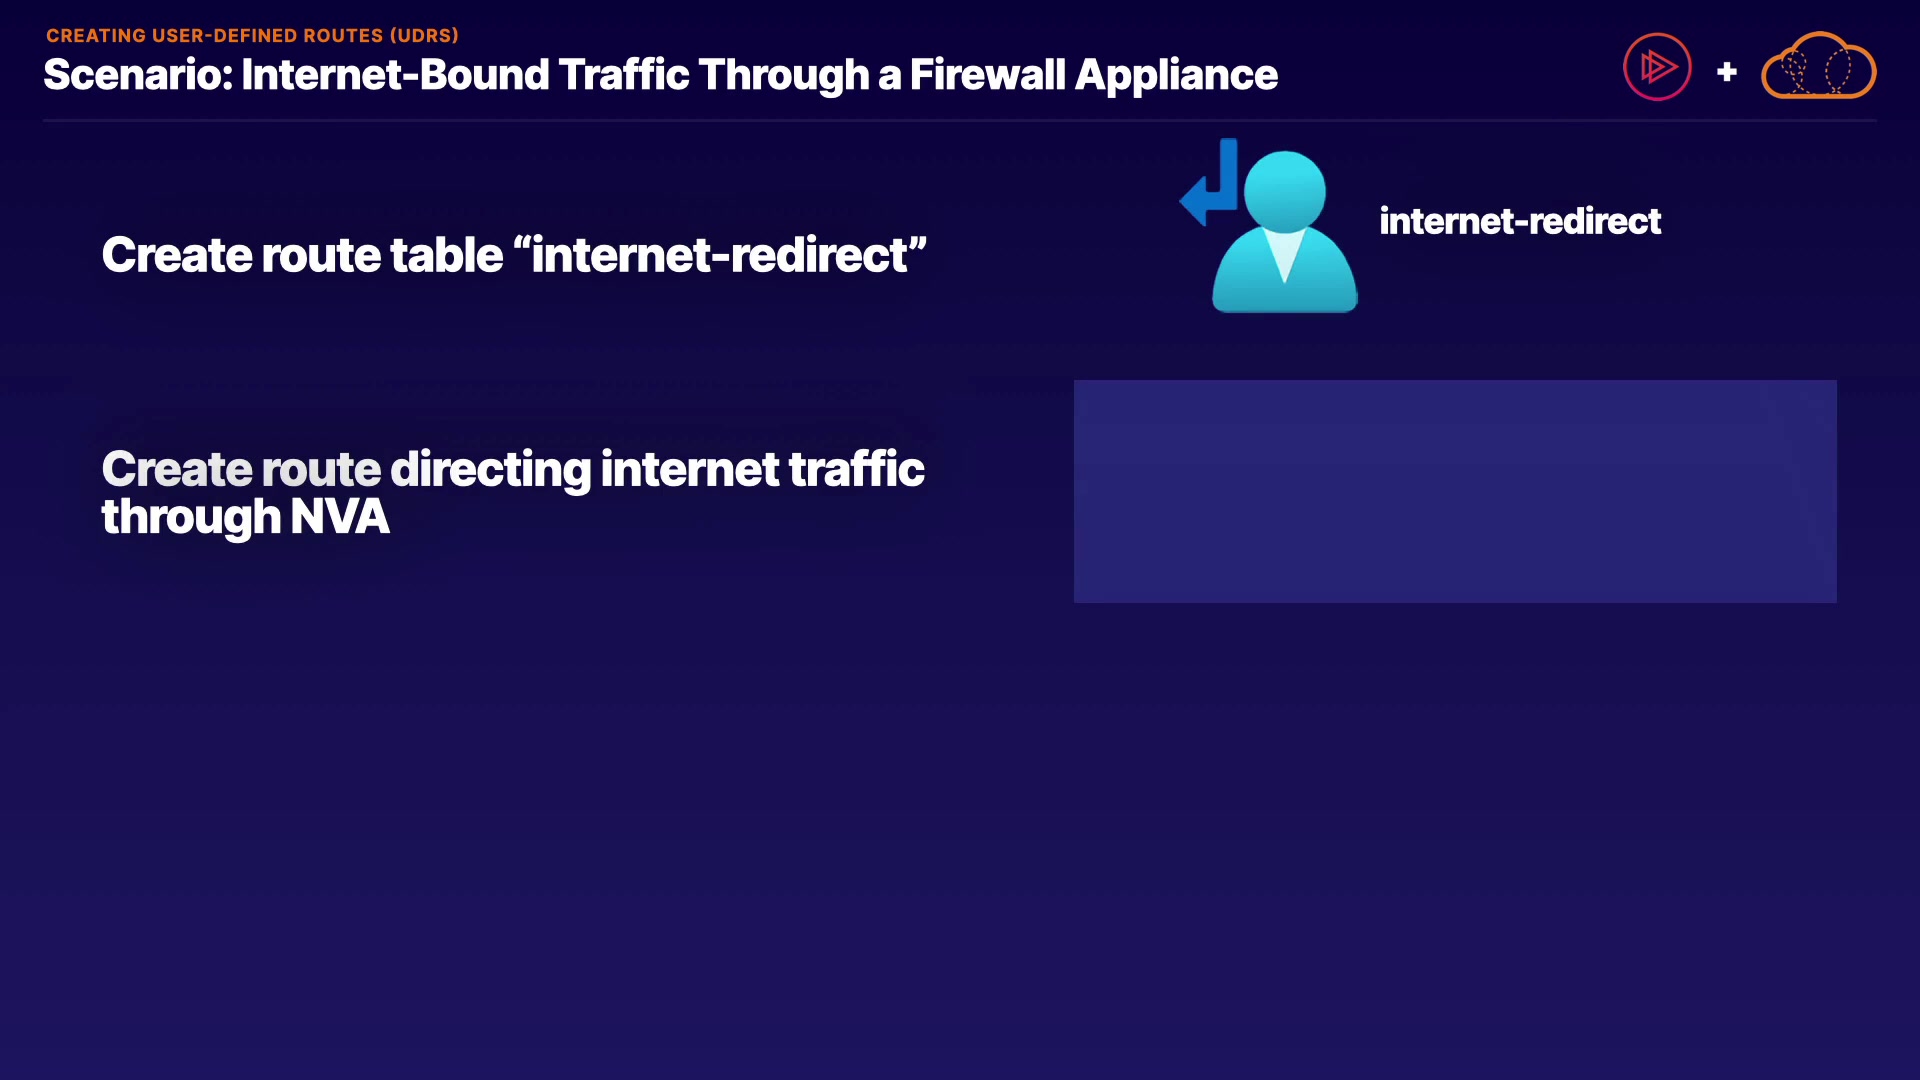 CREATING USER-DEFINED ROUTES (UDRS)
Scenario: Internet-Bound Traffic Through a Firewall Appliance
+
internet-redirect
Create route table “internet-redirect”
Create route directing internet traffic
through NVA